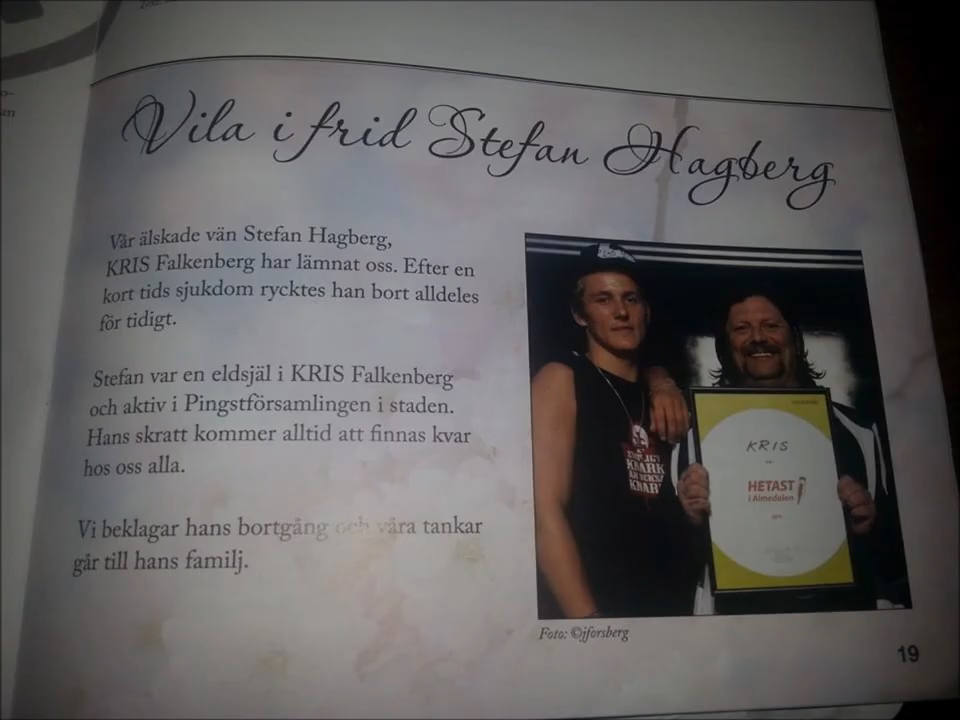 Vila i frid Stefan Hagberg
Vår älskade vän Stefan Hagberg,
KRIS Falkenberg har lämnat oss. Efter en
kort tids sjukdom rycktes han bort alldeles
för tidigt.
Stefan var en eldsjäl i KRIS Falkenberg
och aktiv i Pingstförsamlingen i staden.
Hans skratt kommer alltid att finnas kvar
hos oss alla.
Vi beklagar hans bortgång och våra tankar
går till hans familj.
KNARK
KRIS
HETAST
i Almedalen
Foto: ©jforsberg
19